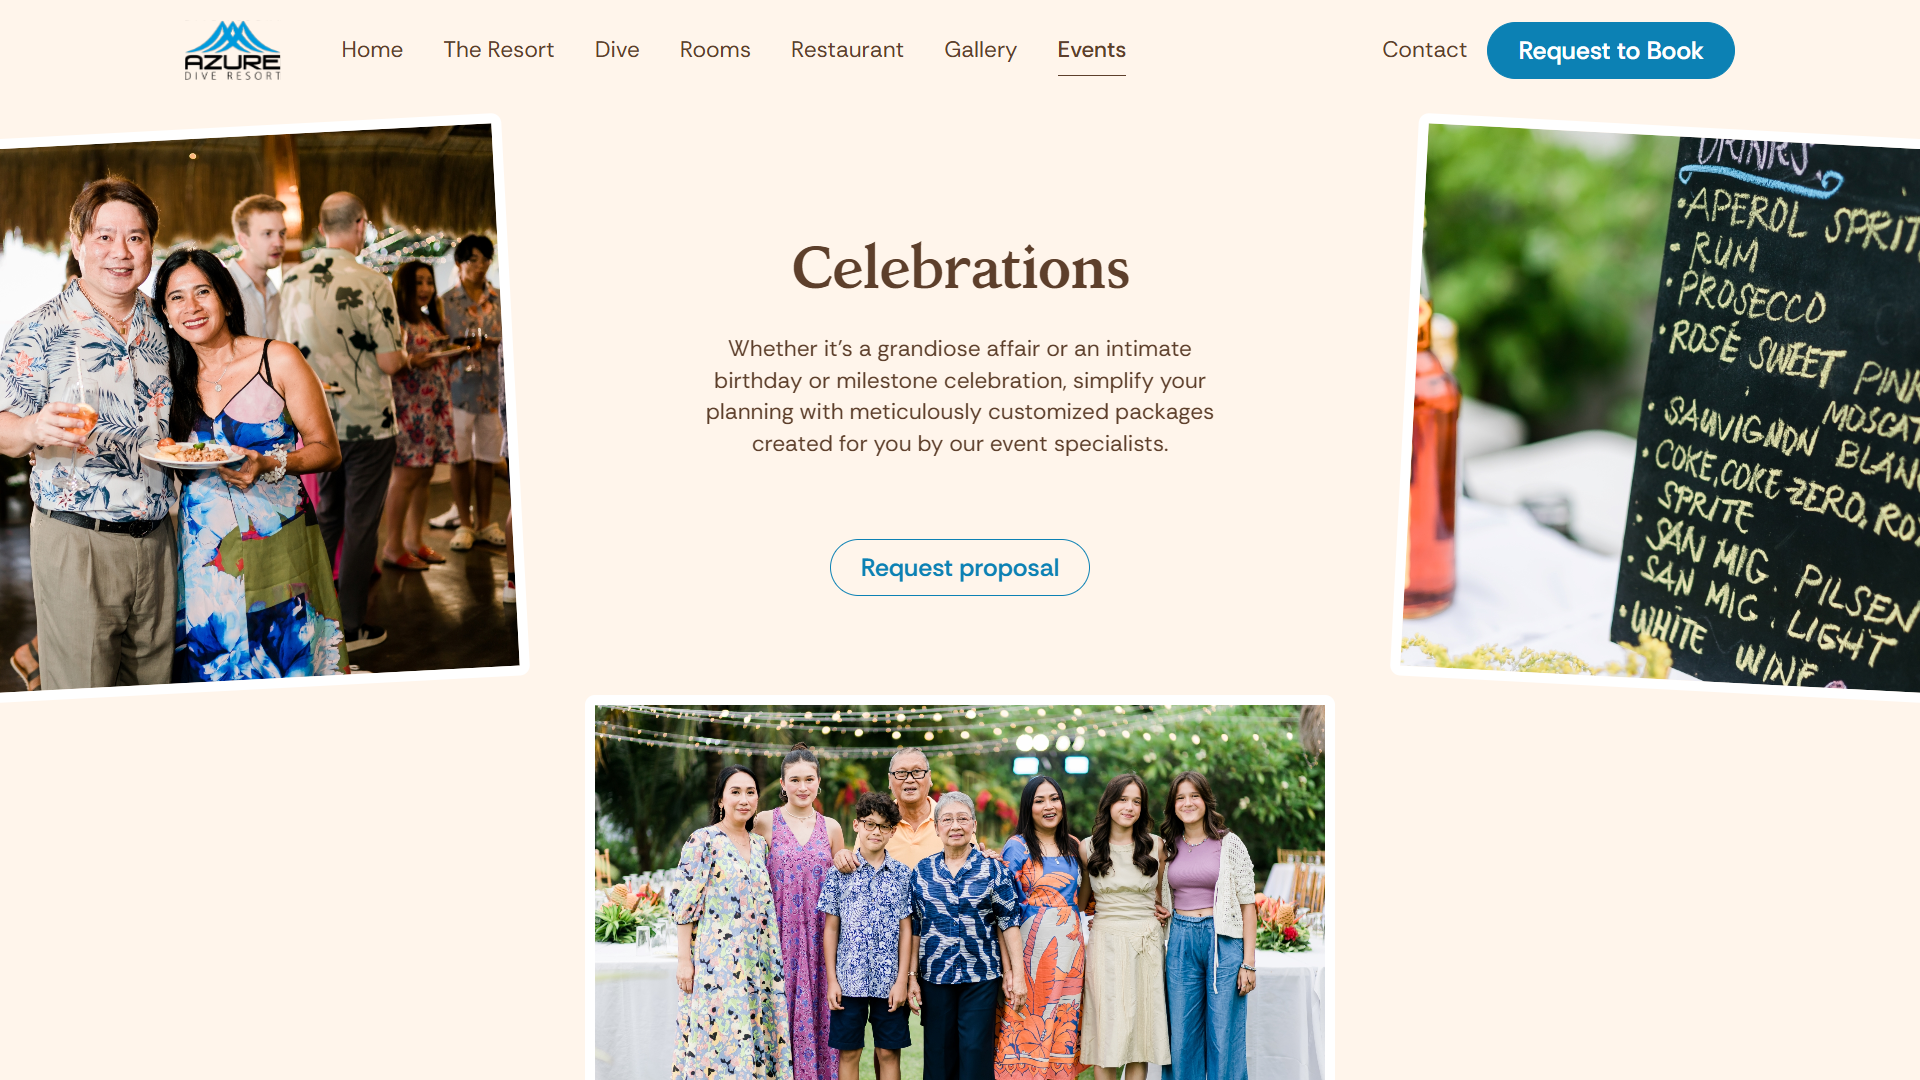 AZURE
DIVE RESORT
Home
The Resort
Dive
Rooms
Restaurant
Gallery
Events
Contact
Request to Book
Celebrations
Whether it's a grandiose affair or an intimate
birthday or milestone celebration, simplify your
planning with meticulously customized packages
created for you by our event specialists.
Request proposal
DRINKS
• APEROL SPRIT
• RUM
• PROSECCO
• ROSÉ SWEET PINK
MOSCAT
• SAUVIGNON BLANC
• COKE, COKE ZERO, RO
SPRITE
• SAN MIG. PILSEN
• SAN MIG. LIGHT
• WHITE WINE